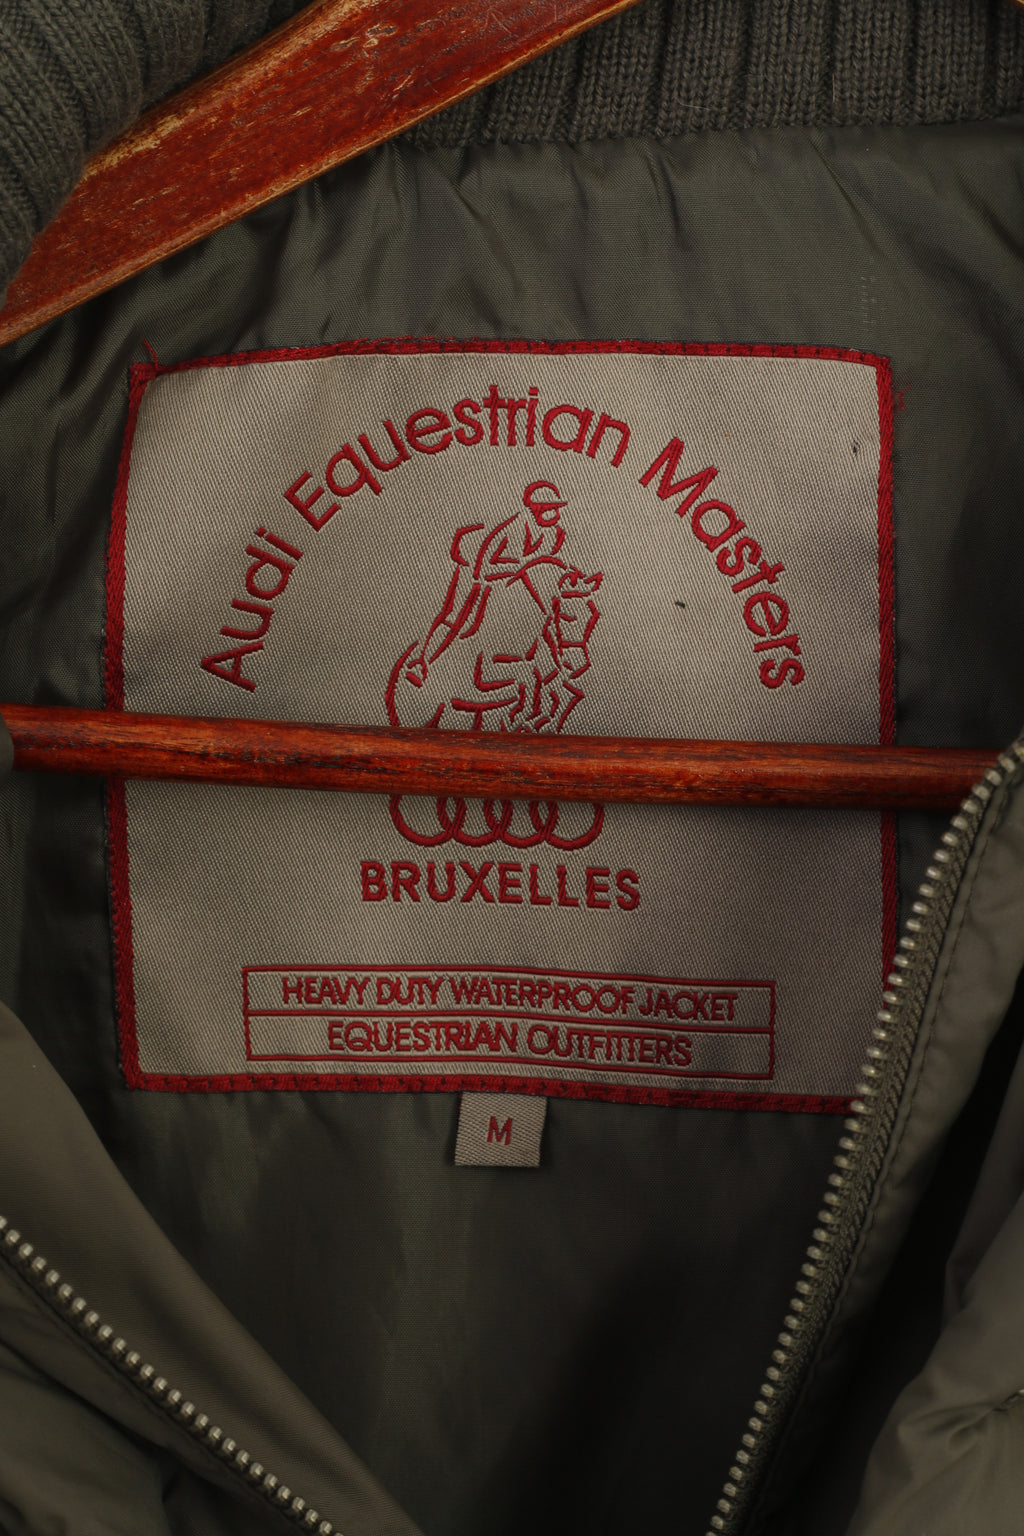 Audi Equestrian Masters
BRUXELLES
HEAVY DUTY WATERPROOF JACKET
EQUESTRIAN OUTFITTERS
M